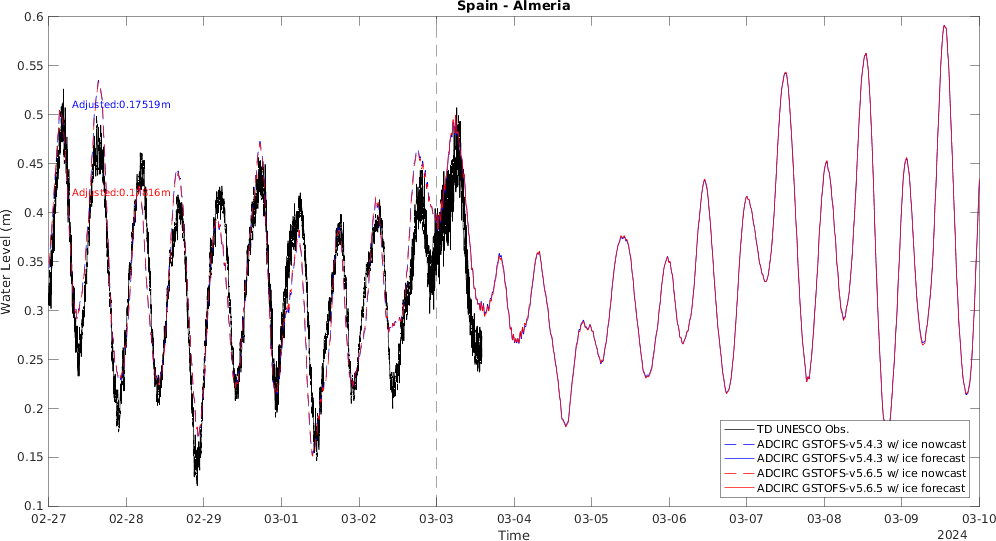 Spain - Almeria
0.6
0.55
0.5
0.45
0.4
0.35
0.3
0.25
0.2
0.15
0.1
Water Level (m)
Adjusted:0.17519m
02-27
02-28
02-29
03-01
03-02
03-03
03-04
03-05
03-06
03-07
03-08
03-09
03-10
Time
2024
TD UNESCO Obs.
ADCIRC GSTOFS-v5.4.3 w/ ice nowcast
ADCIRC GSTOFS-v5.4.3 w/ ice forecast
ADCIRC GSTOFS-v5.6.5 w/ ice nowcast
ADCIRC GSTOFS-v5.6.5 w/ ice forecast